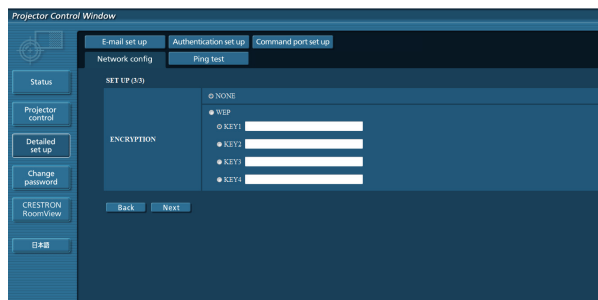 Projector Control Window
E-mail set up
Authentication set up
Command port set up
Network config
Ping test
Status
Projector
control
Detailed
set up
Change
password
CRESTRON
RoomView
日本語
SET UP (3/3)
ENCRYPTION
NONE
WEP
KEY1
KEY2
KEY3
KEY4
Back
Next